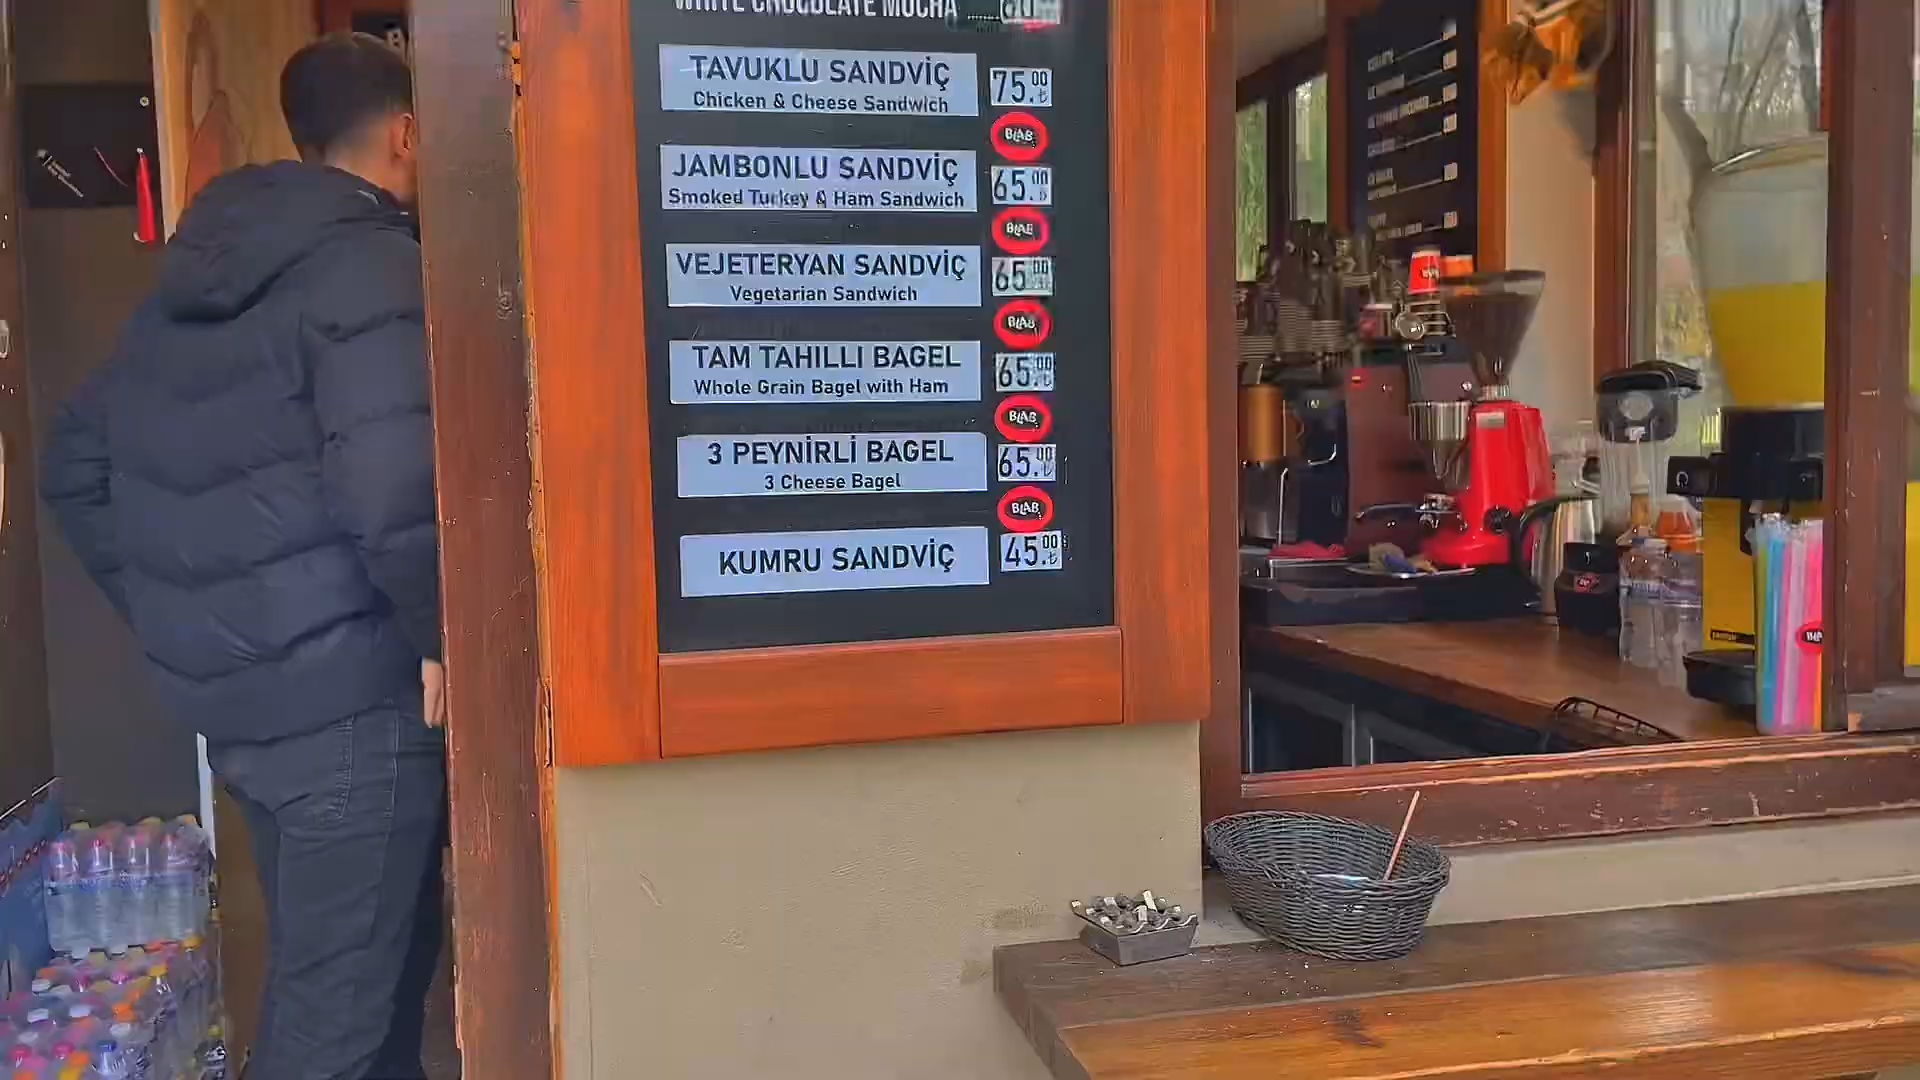 WHITE CHOCOLATE MOCHA
TAVUKLU SANDVİÇ 75.00₺
Chicken & Cheese Sandwich
BLAB
JAMBONLU SANDVİÇ 65.00₺
Smoked Turkey & Ham Sandwich
BLAB
VEJETERYAN SANDVİÇ 65.00₺
Vegetarian Sandwich
BLAB
TAM TAHILLI BAGEL 65.00₺
Whole Grain Bagel with Ham
BLAB
3 PEYNİRLİ BAGEL 65.00₺
3 Cheese Bagel
BLAB
KUMRU SANDVİÇ 45.00₺